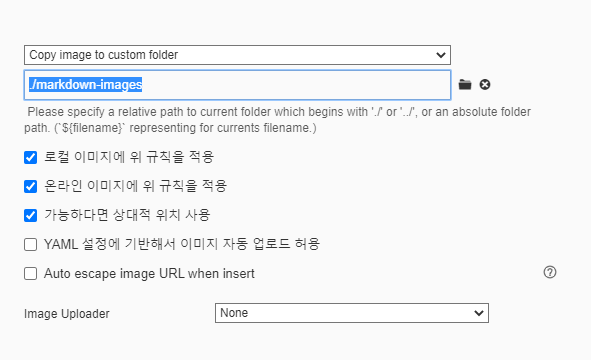 Copy image to custom folder
./markdown-images
Please specify a relative path to current folder which begins with './' or '../', or an absolute folder
path. (`${filename}` representing for currents filename.)
로컬 이미지에 위 규칙을 적용
온라인 이미지에 위 규칙을 적용
가능하다면 상대적 위치 사용
YAML 설정에 기반해서 이미지 자동 업로드 허용
Auto escape image URL when insert
Image Uploader None